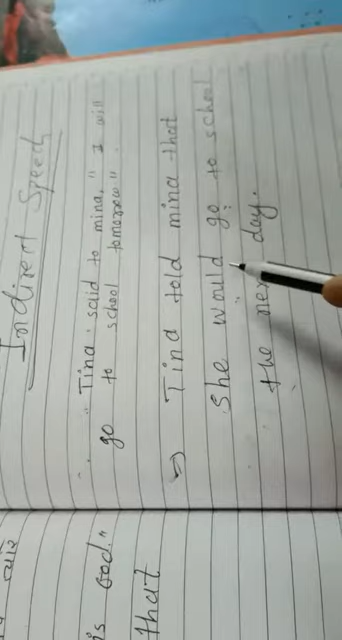 Indirect Speech
"Tina said to mina, "I will
go to school tomorrow".
→ Tina told mina that
she would go to school
the next day.
is God."
that